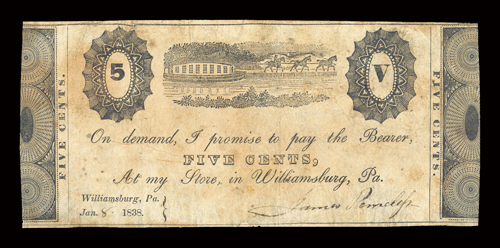 5
V
FIVE CENTS.
FIVE CENTS.
On demand, I promise to pay the Bearer,
FIVE CENTS,
At my Store, in Williamsburg, Pa.
Williamsburg, Pa.
Jan. 8 1838.
James